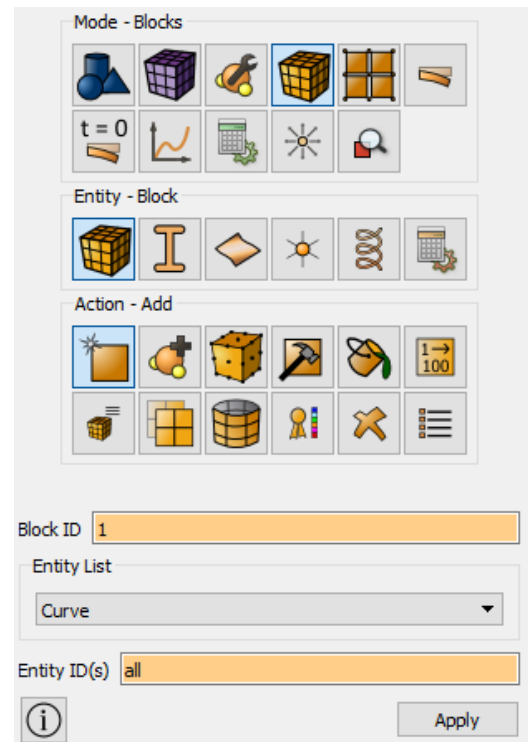 Mode - Blocks
t = 0
Entity - Block
Action - Add
1→
100
Block ID 1
Entity List
Curve
Entity ID(s) all
i Apply